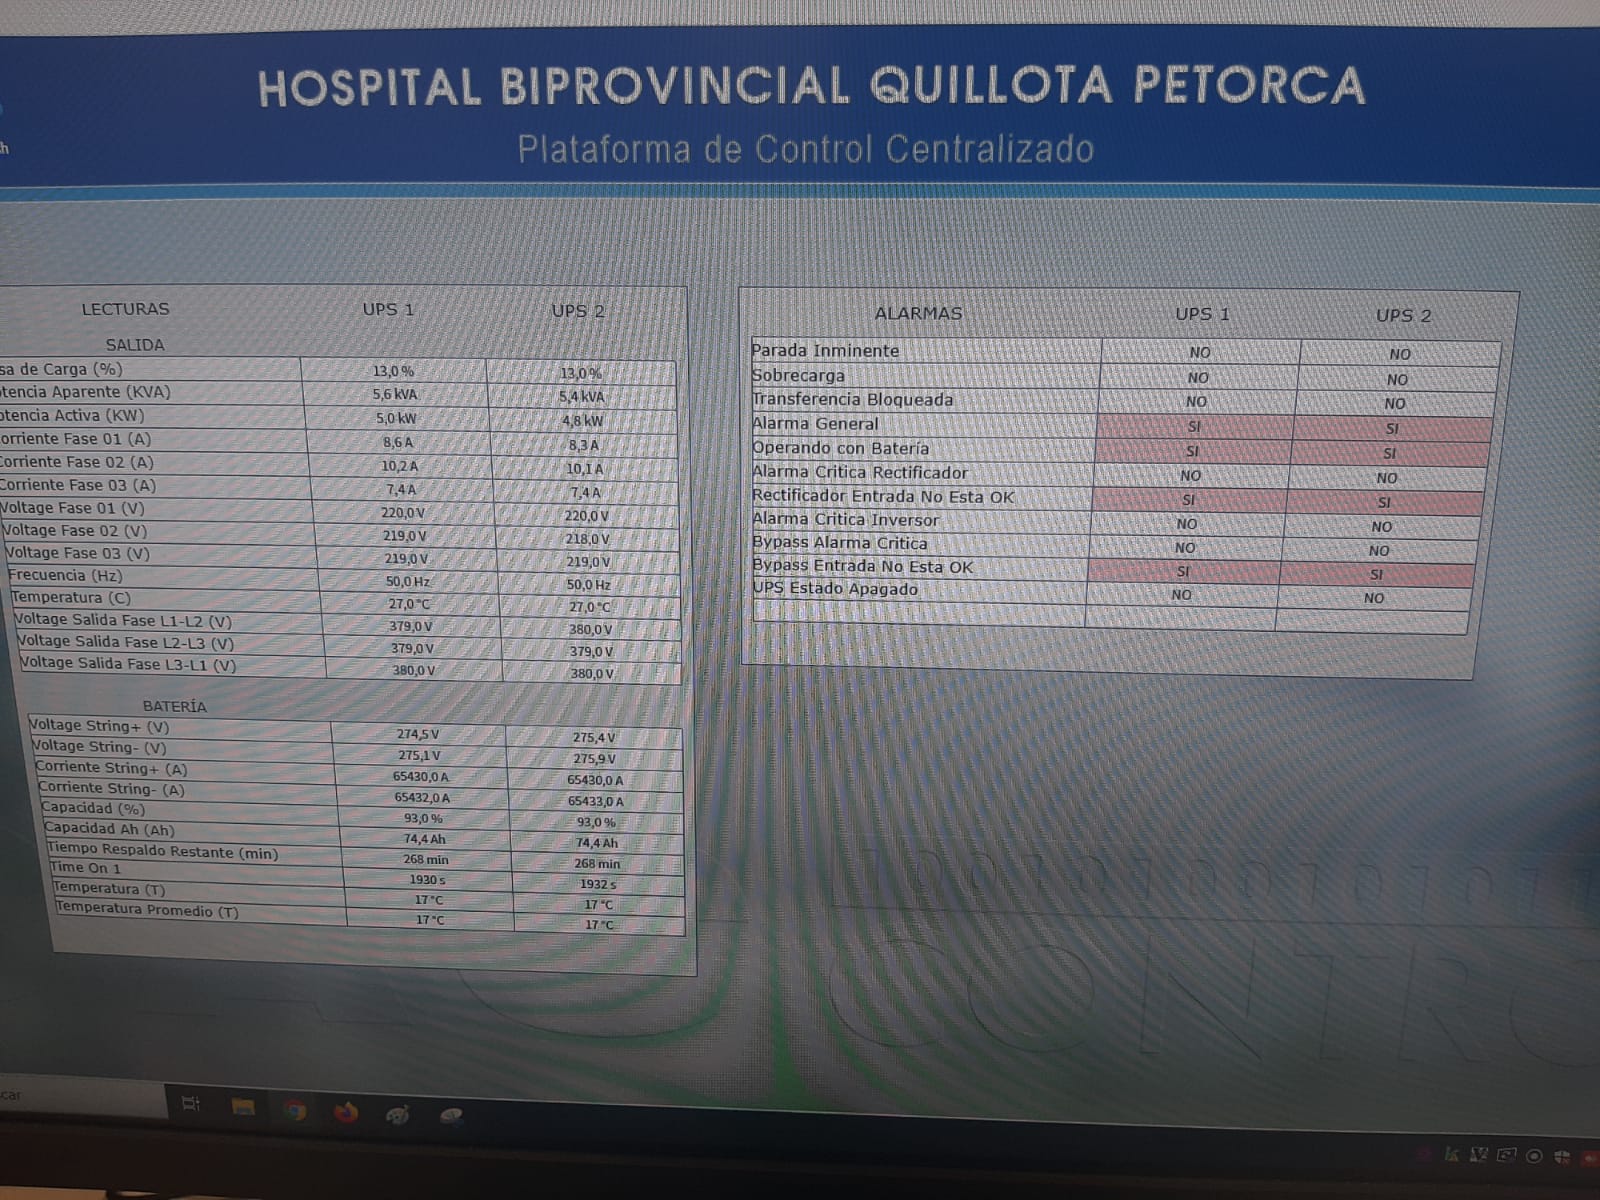 HOSPITAL BIPROVINCIAL QUILLOTA PETORCA
Plataforma de Control Centralizado
h
LECTURAS UPS 1 UPS 2
SALIDA
sa de Carga (%) 13,0 % 13,0 %
tencia Aparente (KVA) 5,6 kVA 5,4 kVA
otencia Activa (KW) 5,0 kW 4,8 kW
orriente Fase 01 (A) 8,6 A 8,3 A
Corriente Fase 02 (A) 10,2 A 10,1 A
Corriente Fase 03 (A) 7,4 A 7,4 A
Voltage Fase 01 (V) 220,0 V 220,0 V
Voltage Fase 02 (V) 219,0 V 218,0 V
Voltage Fase 03 (V) 219,0 V 219,0 V
Frecuencia (Hz) 50,0 Hz 50,0 Hz
Temperatura (C) 27,0 °C 27,0 °C
Voltage Salida Fase L1-L2 (V) 379,0 V 380,0 V
Voltage Salida Fase L2-L3 (V) 379,0 V 379,0 V
Voltage Salida Fase L3-L1 (V) 380,0 V 380,0 V
BATERÍA
Voltage String+ (V) 274,5 V 275,4 V
Voltage String- (V) 275,1 V 275,9 V
Corriente String+ (A) 65430,0 A 65430,0 A
Corriente String- (A) 65432,0 A 65433,0 A
Capacidad (%) 93,0 % 93,0 %
Capacidad Ah (Ah) 74,4 Ah 74,4 Ah
Tiempo Respaldo Restante (min) 268 min 268 min
Time On 1 1930 s 1932 s
Temperatura (T) 17 °C 17 °C
Temperatura Promedio (T) 17 °C 17 °C
ALARMAS UPS 1 UPS 2
Parada Inminente NO NO
Sobrecarga NO NO
Transferencia Bloqueada NO NO
Alarma General SI SI
Operando con Batería SI SI
Alarma Critica Rectificador NO NO
Rectificador Entrada No Esta OK SI SI
Alarma Critica Inversor NO NO
Bypass Alarma Critica NO NO
Bypass Entrada No Esta OK SI SI
UPS Estado Apagado NO NO
CONTRO
car